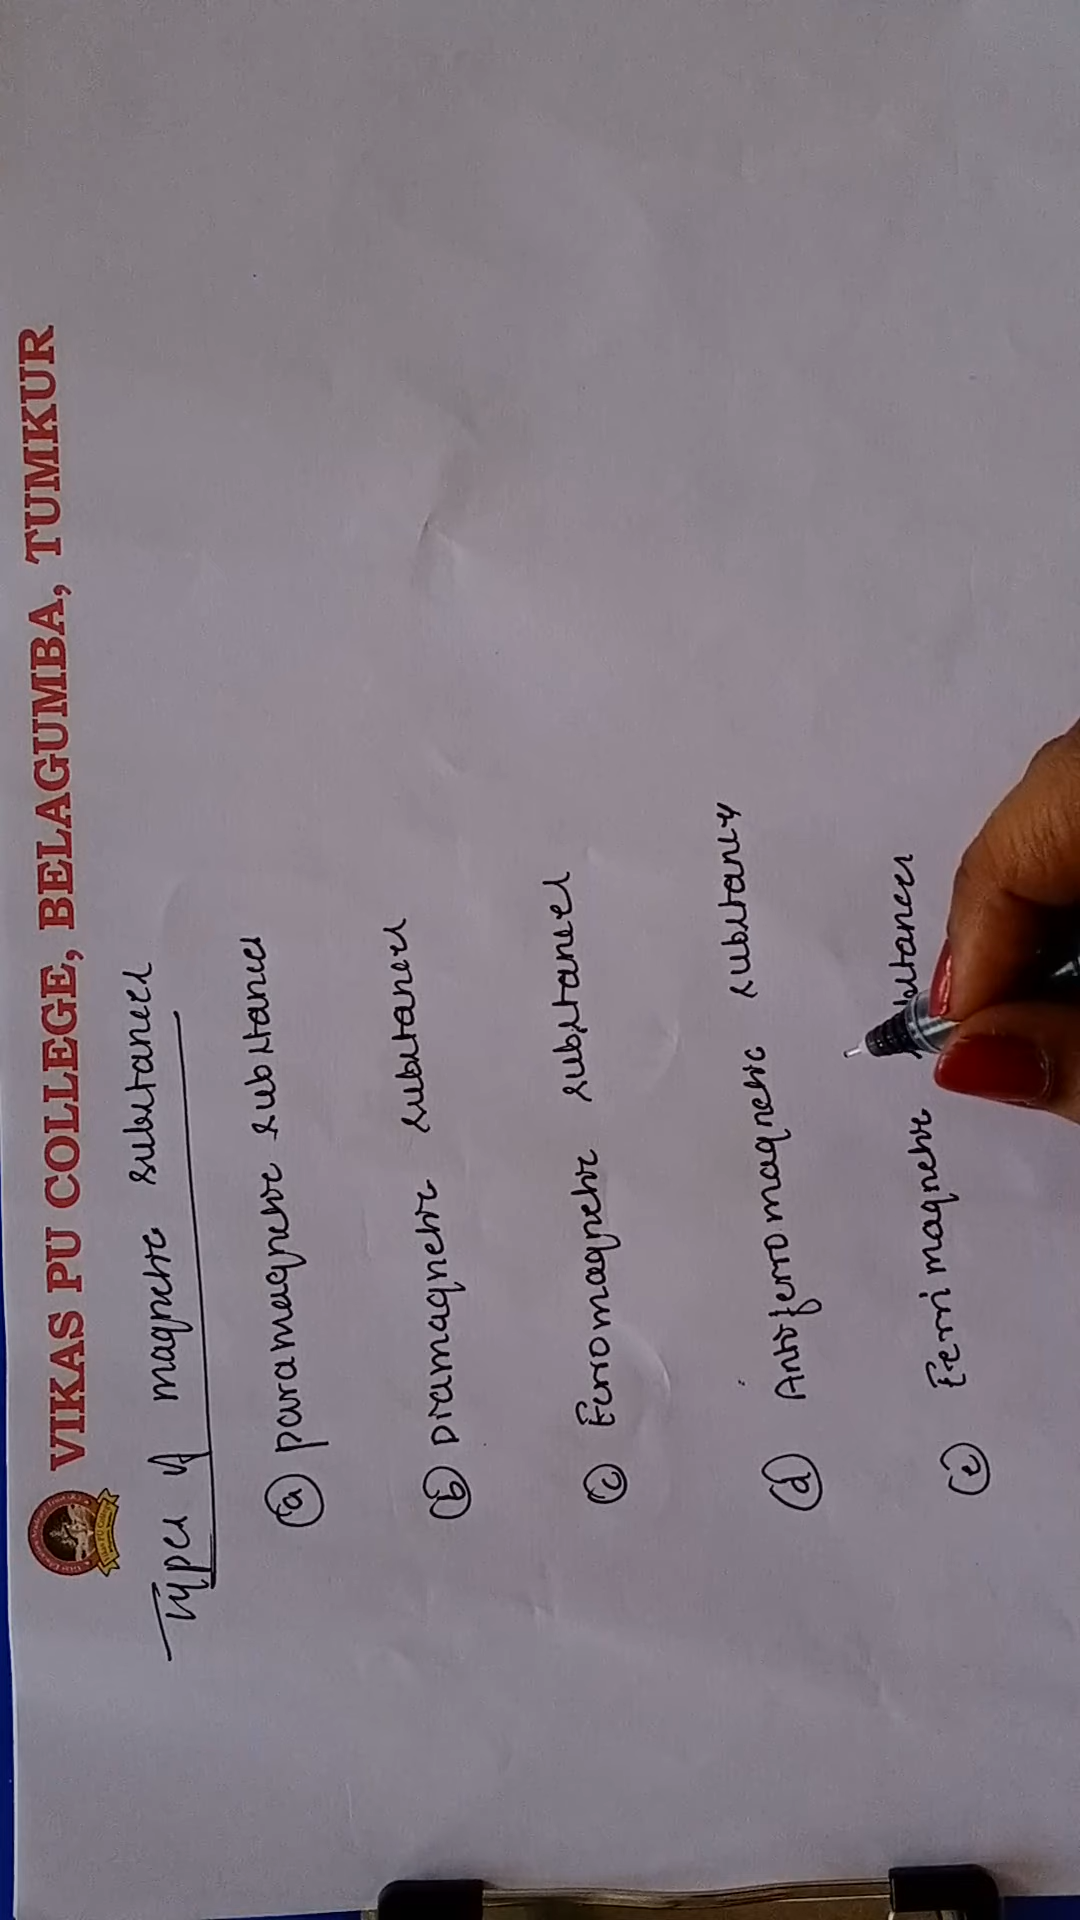 VIKAS PU COLLEGE, BELAGUMBA, TUMKUR
Types of magnetic substances
(a) paramagnetic substances
(b) Diamagnetic substances
(c) Ferromagnetic substances
(d) Antiferromagnetic substances
(e) Ferrimagnetic